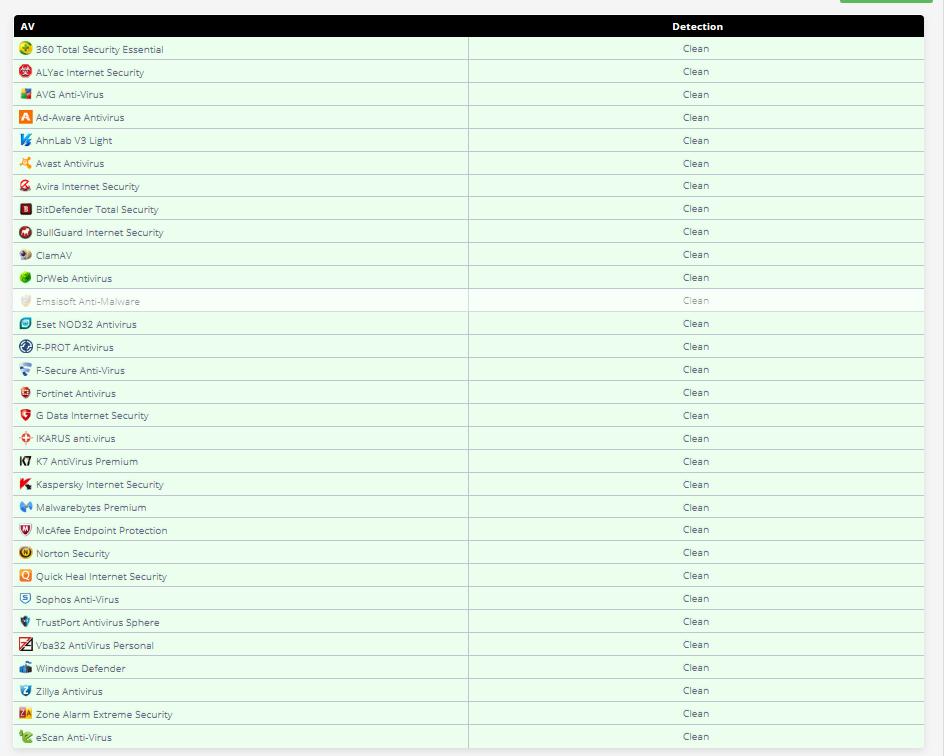 AV Detection
360 Total Security Essential Clean
ALYac Internet Security Clean
AVG Anti-Virus Clean
Ad-Aware Antivirus Clean
AhnLab V3 Light Clean
Avast Antivirus Clean
Avira Internet Security Clean
BitDefender Total Security Clean
BullGuard Internet Security Clean
ClamAV Clean
DrWeb Antivirus Clean
Emsisoft Anti-Malware Clean
Eset NOD32 Antivirus Clean
F-PROT Antivirus Clean
F-Secure Anti-Virus Clean
Fortinet Antivirus Clean
G Data Internet Security Clean
IKARUS anti.virus Clean
K7 K7 AntiVirus Premium Clean
Kaspersky Internet Security Clean
Malwarebytes Premium Clean
McAfee Endpoint Protection Clean
Norton Security Clean
Quick Heal Internet Security Clean
Sophos Anti-Virus Clean
TrustPort Antivirus Sphere Clean
Vba32 AntiVirus Personal Clean
Windows Defender Clean
Zillya Antivirus Clean
ZA Zone Alarm Extreme Security Clean
eScan Anti-Virus Clean